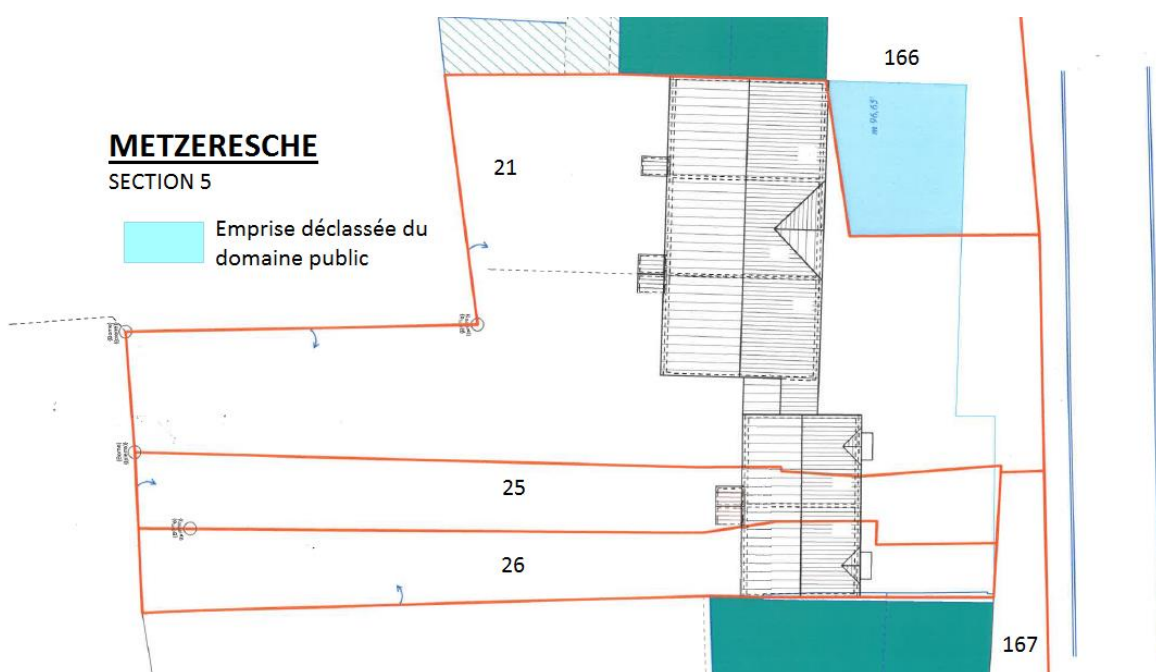 166
METZERESCHE
SECTION 5
21
Emprise déclassée du
domaine public
25
26
167